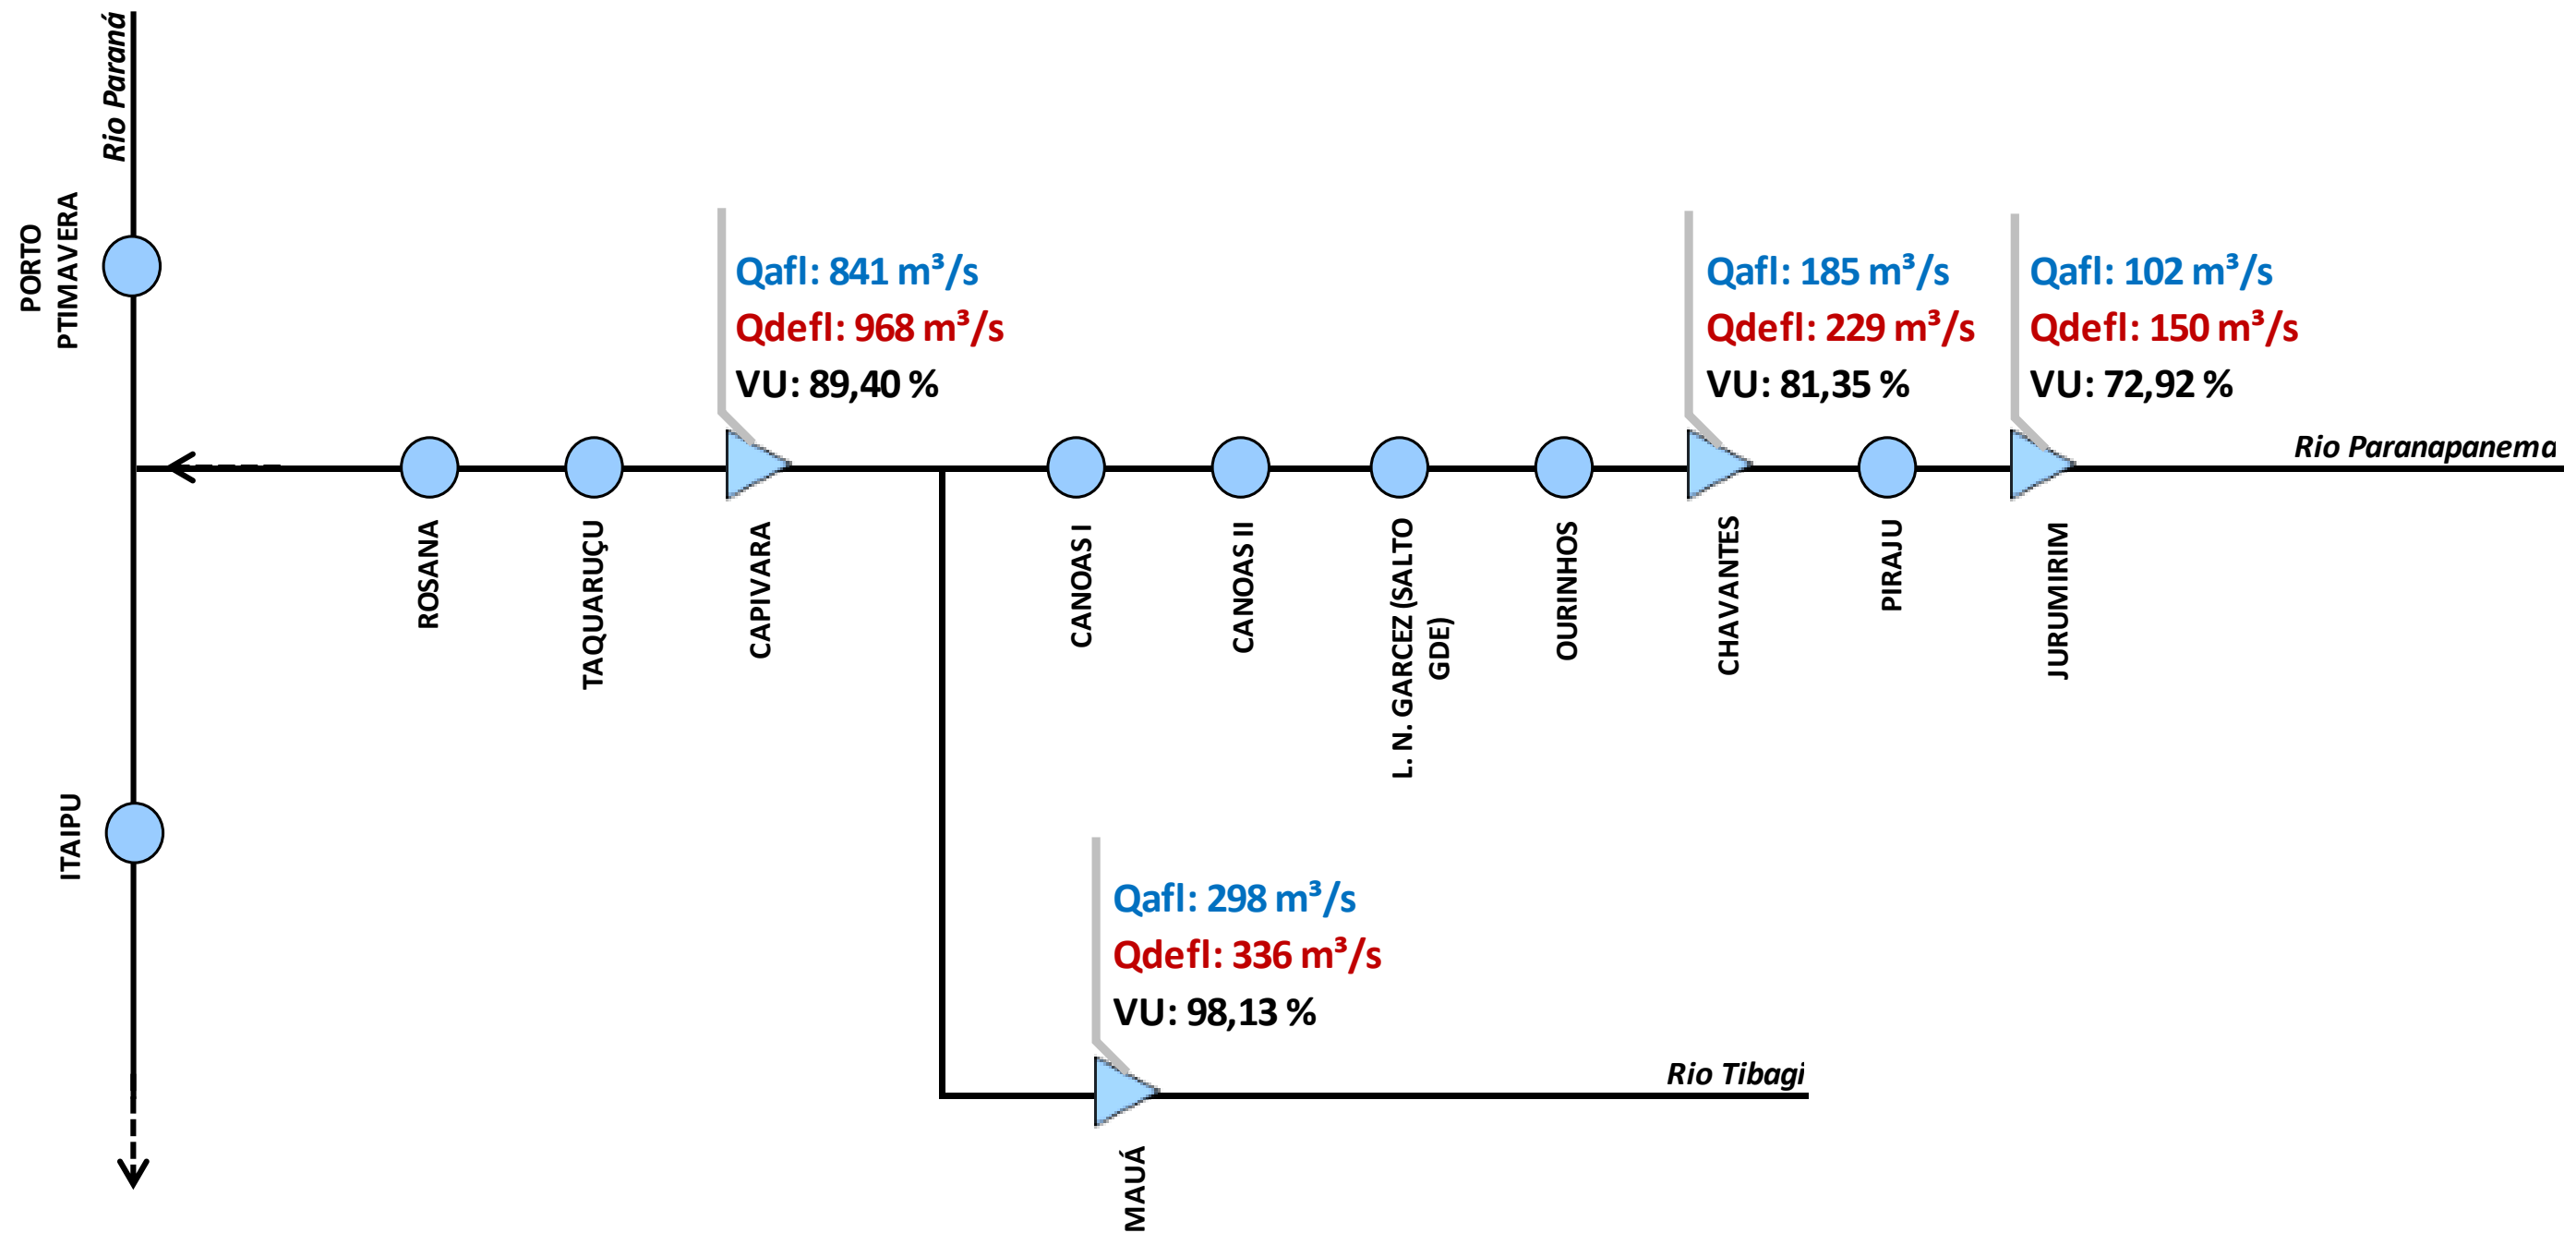 Rio Paraná
PORTO
PTIMAVERA
Qafl: 841 m³/s
Qdefl: 968 m³/s
VU: 89,40 %
Qafl: 185 m³/s
Qdefl: 229 m³/s
VU: 81,35 %
Qafl: 102 m³/s
Qdefl: 150 m³/s
VU: 72,92 %
Rio Paranapanema
ROSANA
TAQUARUÇU
CAPIVARA
CANOAS I
CANOAS II
L. N. GARCEZ (SALTO
GDE)
OURINHOS
CHAVANTES
PIRAJU
JURUMIRIM
ITAIPU
Qafl: 298 m³/s
Qdefl: 336 m³/s
VU: 98,13 %
Rio Tibagi
MAUÁ